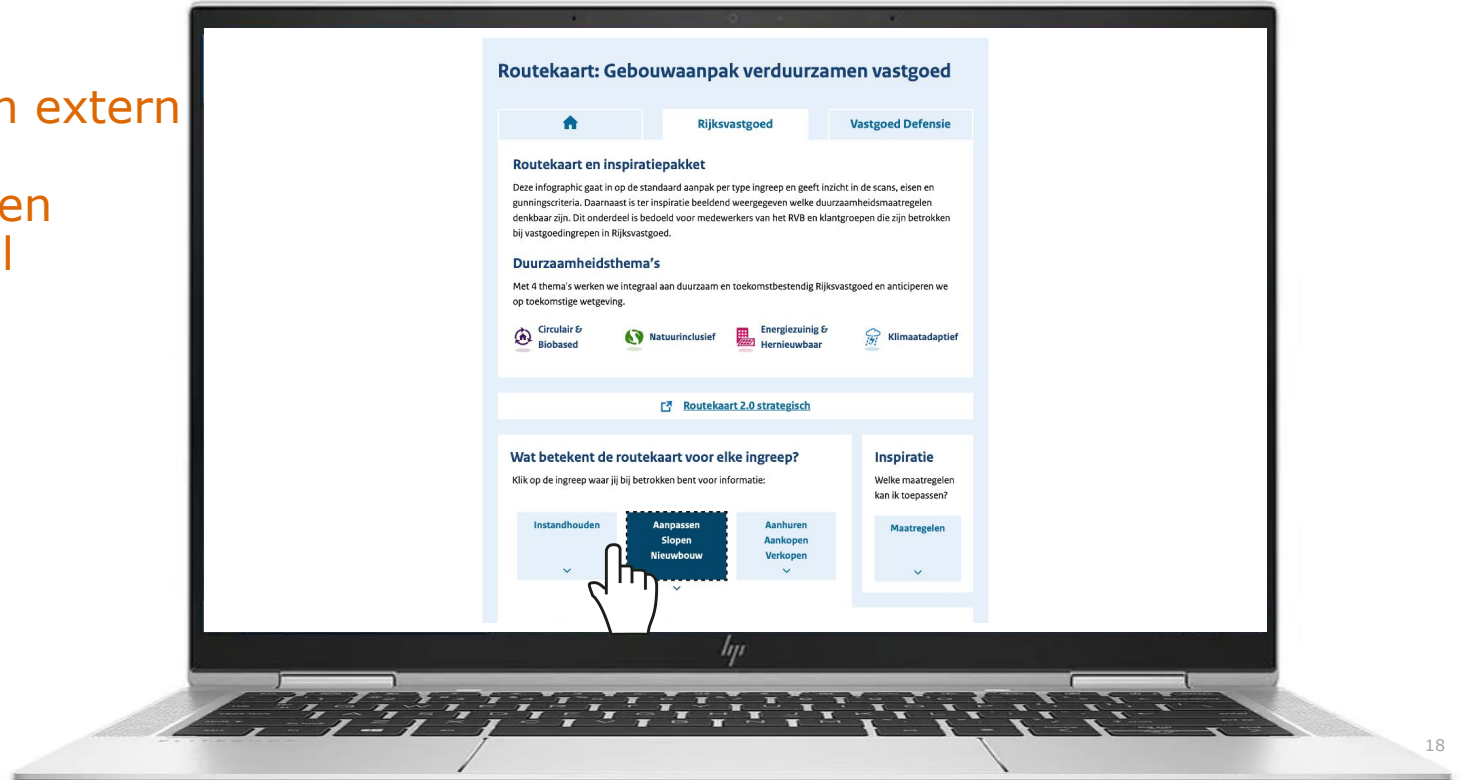 extern
en
Routekaart: Gebouwaanpak verduurzamen vastgoed
Rijksvastgoed
Vastgoed Defensie
Routekaart en inspiratiepakket
Deze infographic gaat in op de standaard aanpak per type ingreep en geeft inzicht in de scans, eisen en
gunningscriteria. Daarnaast is ter inspiratie beeldend weergegeven welke duurzaamheidsmaatregelen
denkbaar zijn. Dit onderdeel is bedoeld voor medewerkers van het RVB en klantgroepen die zijn betrokken
bij vastgoedingrepen in Rijksvastgoed.
Duurzaamheidsthema's
Met 4 thema's werken we integraal aan duurzaam en toekomstbestendig Rijksvastgoed en anticiperen we
op toekomstige wetgeving.
Circulair &
Biobased
Natuurinclusief
Energiezuinig &
Hernieuwbaar
Klimaatadaptief
Routekaart 2.0 strategisch
Wat betekent de routekaart voor elke ingreep?
Klik op de ingreep waar jij bij betrokken bent voor informatie:
Instandhouden
Aanpassen
Slopen
Nieuwbouw
Aanhuren
Aankopen
Verkopen
Inspiratie
Welke maatregelen
kan ik toepassen?
Maatregelen
hp
18